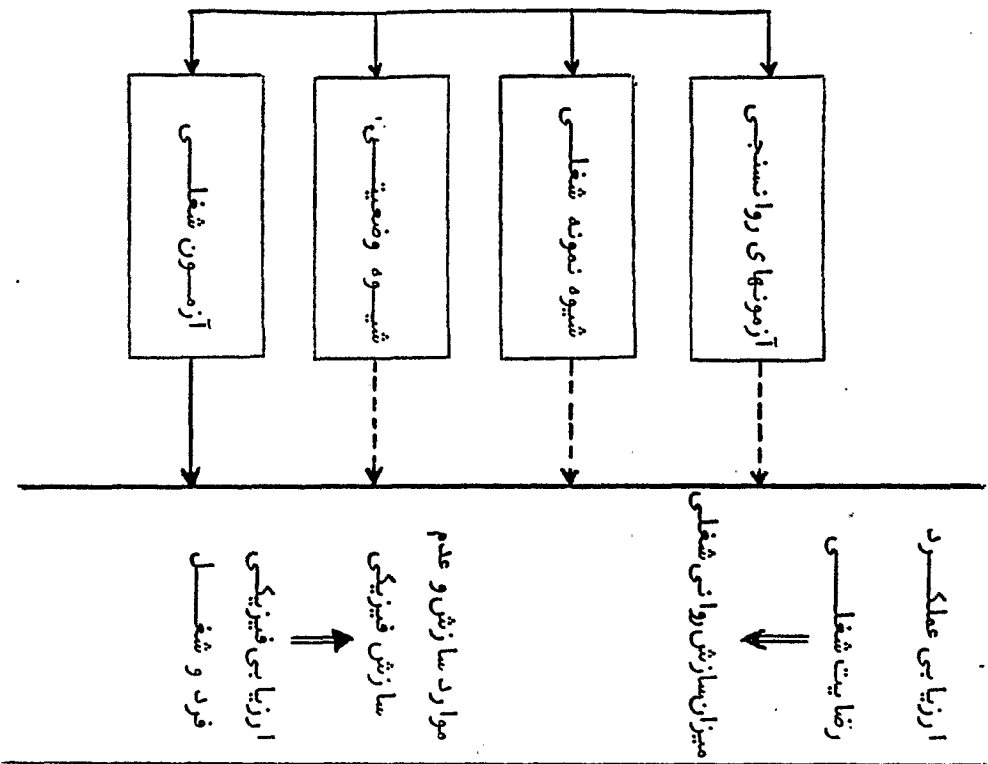 آزمونهای روانسنجی
شیوه نمونه شغلی
شیوه وضعیتی
آزمون شغلی
ارزیابی عملکرد
رضایت شغلی
میزان سازش روانی شغلی
موارد سازش و عدم
سازش فیزیکی
ارزیابی فیزیکی
فرد و شغل